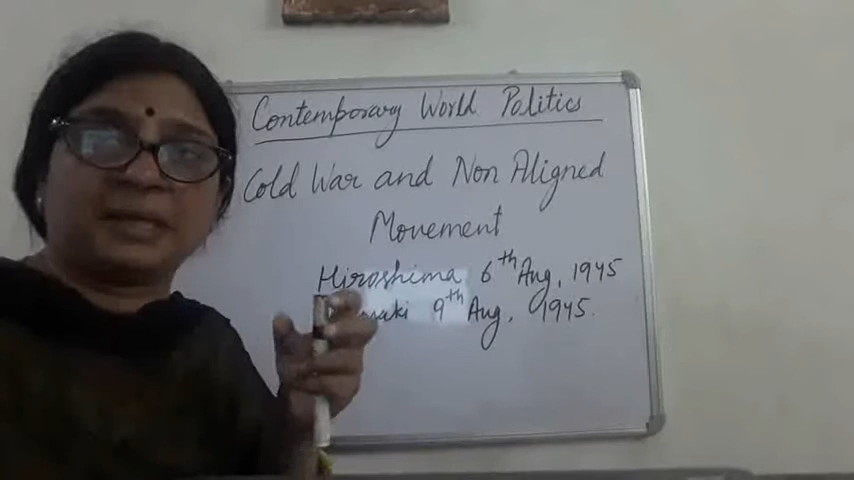 Contemporary World Politics
Cold War and Non Aligned
Movement
Hiroshima 6th Aug, 1945
9th Aug, 1945.